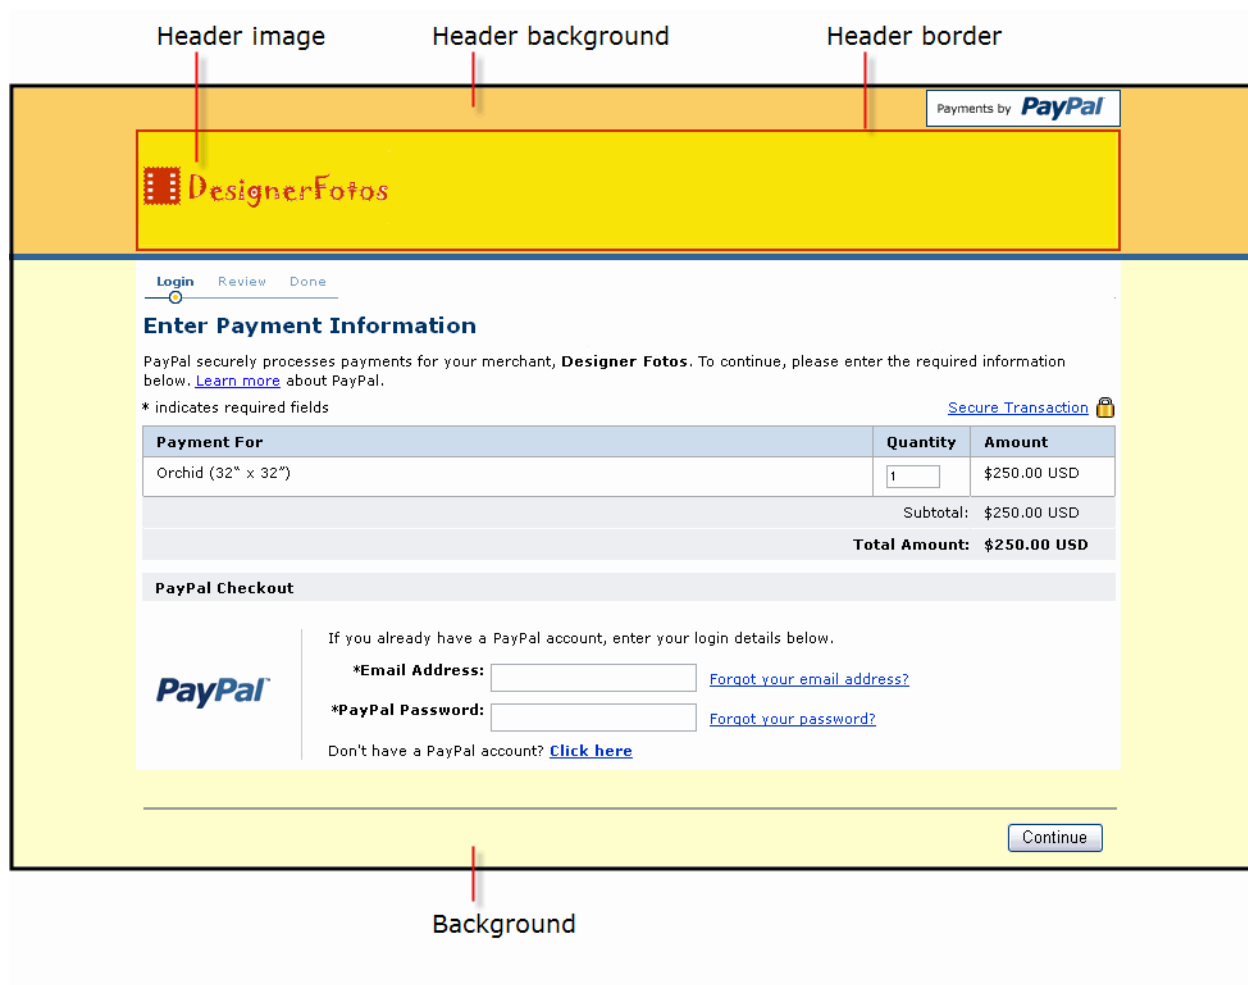 Header image Header background Header border
Payments by PayPal
DesignerFotos
Login Review Done
Enter Payment Information
PayPal securely processes payments for your merchant, Designer Fotos. To continue, please enter the required information
below. Learn more about PayPal.
* indicates required fields Secure Transaction
Payment For Quantity Amount
Orchid (32“ x 32”) 1 $250.00 USD
Subtotal: $250.00 USD
Total Amount: $250.00 USD
PayPal Checkout
If you already have a PayPal account, enter your login details below.
*Email Address: Forgot your email address?
PayPal
*PayPal Password: Forgot your password?
Don't have a PayPal account? Click here
Continue
Background